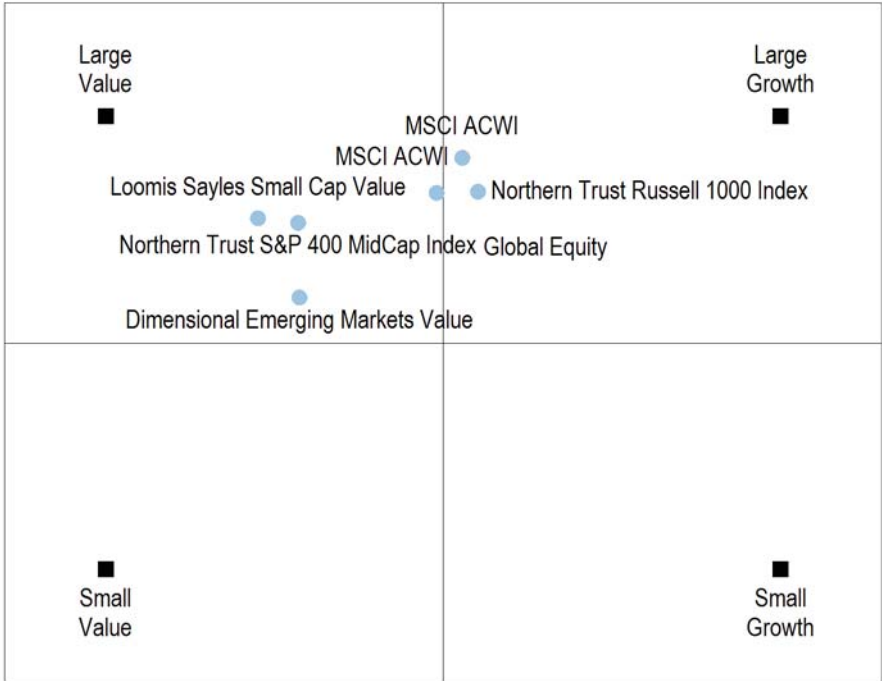 Large
Value
Large
Growth
MSCI ACWI
MSCI ACWI
Loomis Sayles Small Cap Value
Northern Trust Russell 1000 Index
Northern Trust S&P 400 MidCap Index
Global Equity
Dimensional Emerging Markets Value
Small
Value
Small
Growth